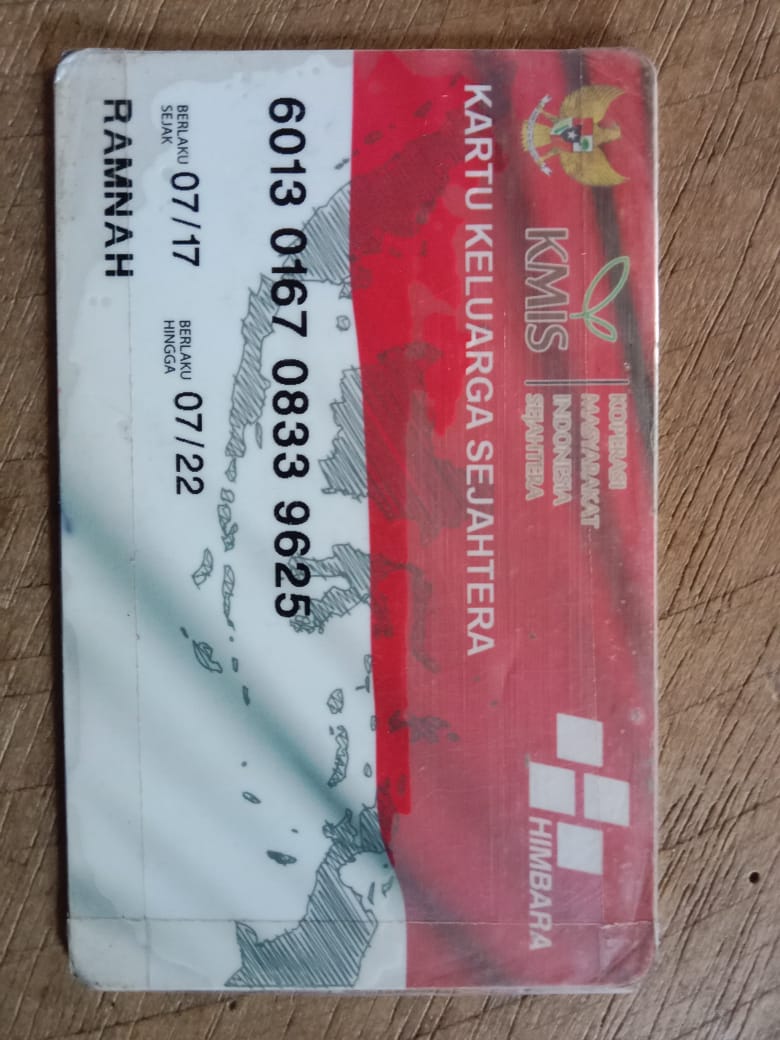 KMIS
KOPERASI
MASYARAKAT
INDONESIA
SEJAHTERA
HIMBARA
KARTU KELUARGA SEJAHTERA
6013 0167 0833 9625
BERLAKU SEJAK 07/17 BERLAKU HINGGA 07/22
RAMNAH